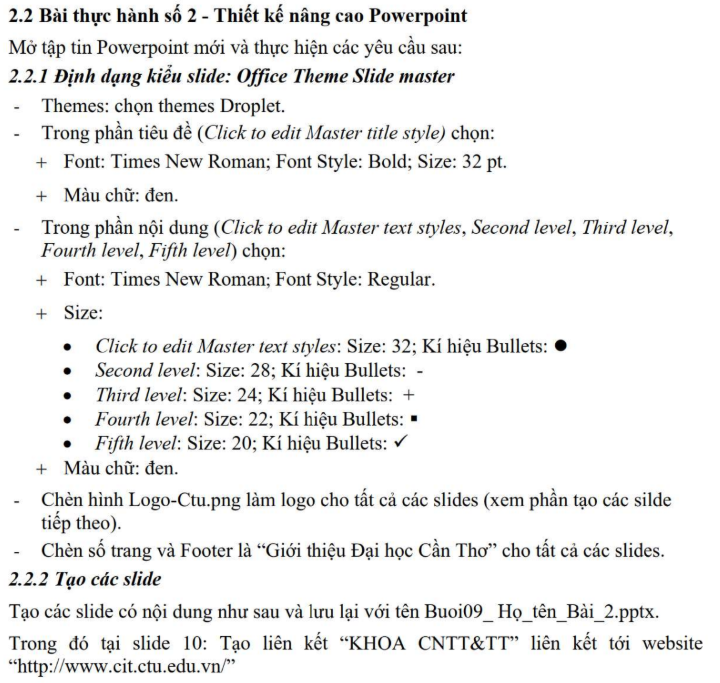 2.2 Bài thực hành số 2 - Thiết kế nâng cao Powerpoint
Mở tập tin Powerpoint mới và thực hiện các yêu cầu sau:
2.2.1 Định dạng kiểu slide: Office Theme Slide master
- Themes: chọn themes Droplet.
- Trong phần tiêu đề (Click to edit Master title style) chọn:
+ Font: Times New Roman; Font Style: Bold; Size: 32 pt.
+ Màu chữ: đen.
- Trong phần nội dung (Click to edit Master text styles, Second level, Third level,
Fourth level, Fifth level) chọn:
+ Font: Times New Roman; Font Style: Regular.
+ Size:
• Click to edit Master text styles: Size: 32; Kí hiệu Bullets: ●
• Second level: Size: 28; Kí hiệu Bullets: -
• Third level: Size: 24; Kí hiệu Bullets: +
• Fourth level: Size: 22; Kí hiệu Bullets: ▪
• Fifth level: Size: 20; Kí hiệu Bullets: ✓
+ Màu chữ: đen.
- Chèn hình Logo-Ctu.png làm logo cho tất cả các slides (xem phần tạo các silde
tiếp theo).
- Chèn số trang và Footer là “Giới thiệu Đại học Cần Thơ” cho tất cả các slides.
2.2.2 Tạo các slide
Tạo các slide có nội dung như sau và lưu lại với tên Buoi09_ Họ_tên_Bài_2.pptx.
Trong đó tại slide 10: Tạo liên kết “KHOA CNTT&TT” liên kết tới website
“http://www.cit.ctu.edu.vn/”